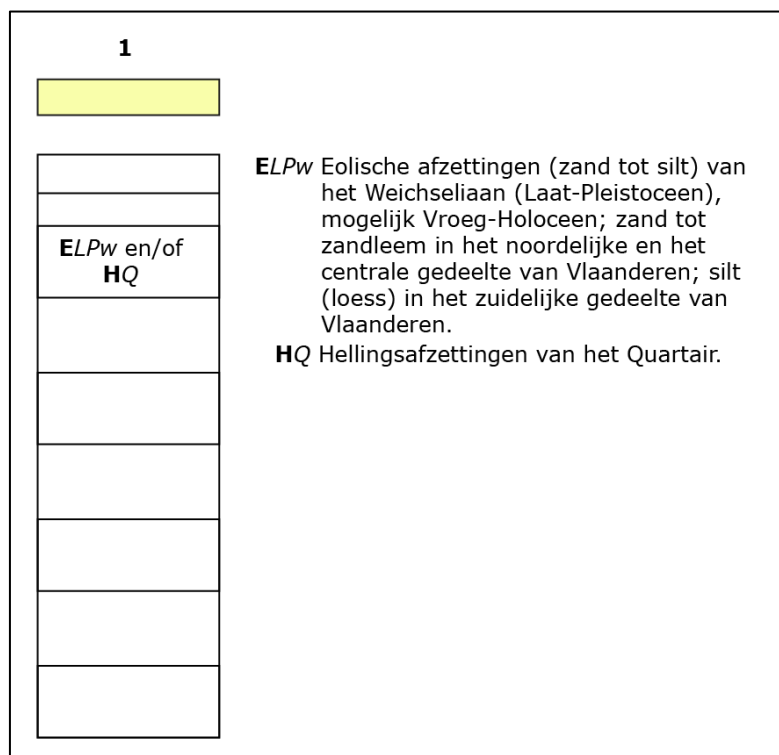 1
ELPw en/of
HQ
ELPw Eolische afzettingen (zand tot silt) van
het Weichseliaan (Laat-Pleistoceen),
mogelijk Vroeg-Holoceen; zand tot
zandleem in het noordelijke en het
centrale gedeelte van Vlaanderen; silt
(loess) in het zuidelijke gedeelte van
Vlaanderen.
HQ Hellingsafzettingen van het Quartair.